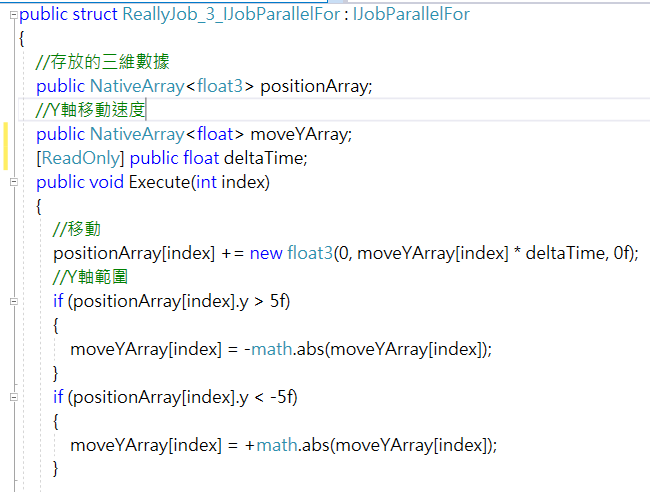 public struct ReallyJob_3_IJobParallelFor : IJobParallelFor
{
//存放的三維數據
public NativeArray<float3> positionArray;
//Y軸移動速度
public NativeArray<float> moveYArray;
[ReadOnly] public float deltaTime;
public void Execute(int index)
{
//移動
positionArray[index] += new float3(0, moveYArray[index] * deltaTime, 0f);
//Y軸範圍
if (positionArray[index].y > 5f)
{
moveYArray[index] = -math.abs(moveYArray[index]);
}
if (positionArray[index].y < -5f)
{
moveYArray[index] = +math.abs(moveYArray[index]);
}